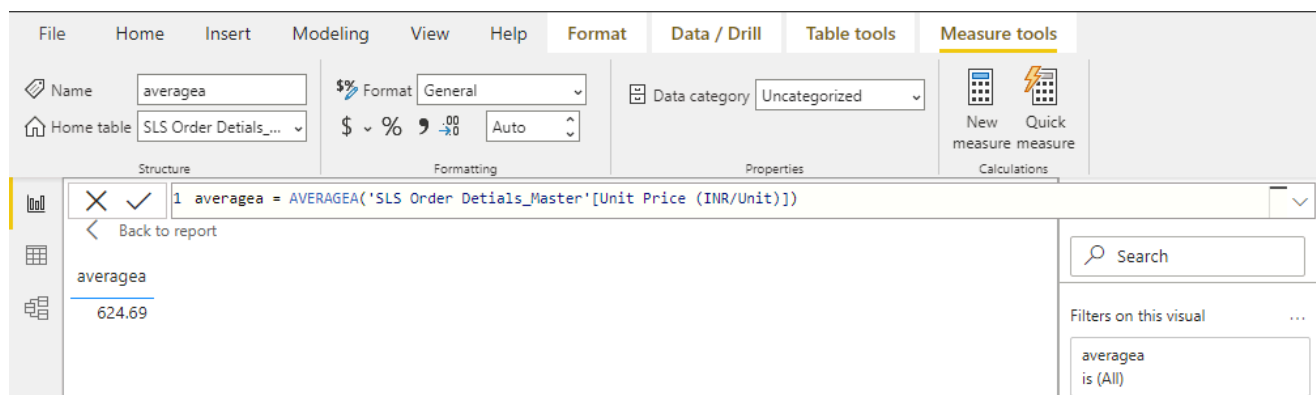 File Home Insert Modeling View Help Format Data / Drill Table tools Measure tools
Name averagea
Home table SLS Order Detials_...
Structure
$% Format General
$ % 9 .00 →0 Auto
Formatting
Data category Uncategorized
Properties
New measure
Quick measure
Calculations
1 averagea = AVERAGEA('SLS Order Detials_Master'[Unit Price (INR/Unit)])
Back to report
averagea
624.69
Search
Filters on this visual ...
averagea
is (All)